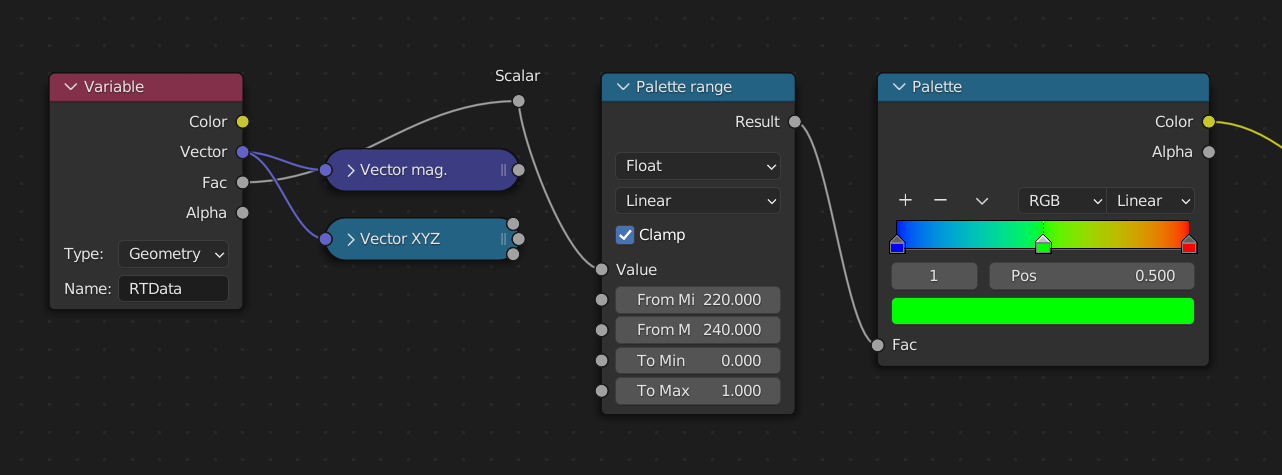 Scalar
Variable
Color
Vector
Fac
Alpha
Type: Geometry
Name: RTData
Vector mag.
Vector XYZ
Palette range
Result
Float
Linear
Clamp
Value
From Mi 220.000
From M 240.000
To Min 0.000
To Max 1.000
Palette
Color
Alpha
RGB Linear
1 Pos 0.500
Fac